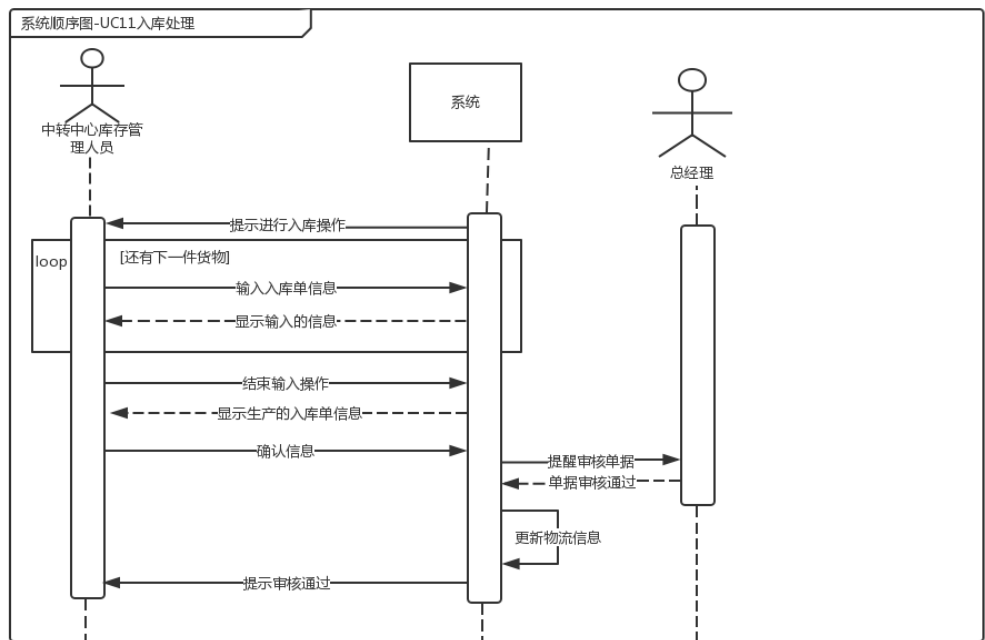 系统顺序图-UC11入库处理
中转中心库存管
理人员
系统
总经理
提示进行入库操作
loop
[还有下一件货物]
输入入库单信息
显示输入的信息
结束输入操作
显示生产的入库单信息
确认信息
提醒审核单据
单据审核通过
更新物流信息
提示审核通过